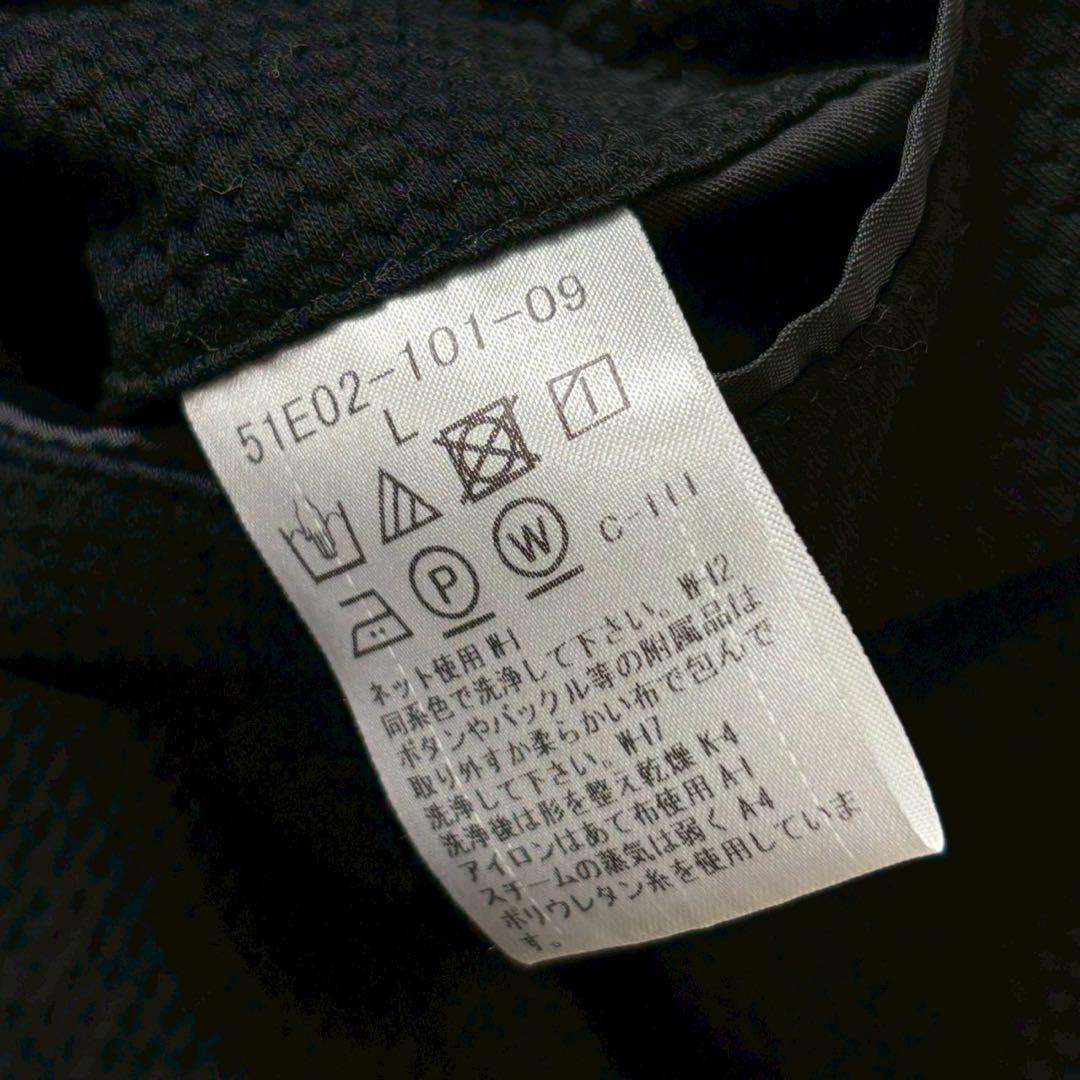 51E02-101-09
L
P W C-111
ネット使用 W-1
同系色で洗浄して下さい。W-12
ボタンやバックル等の附属品は
取り外すか柔らかい布で包んで
洗浄して下さい。W-17
洗浄後は形を整え乾燥 K-4
アイロンはあて布使用 A-1
スチームの蒸気は弱く A-4
ポリウレタン糸を使用していま
す。